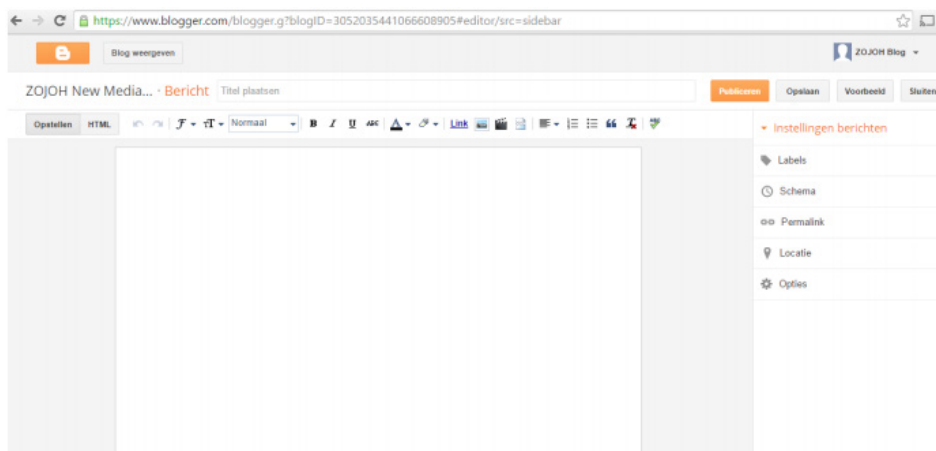 https://www.blogger.com/blogger.g?blogID=3052035441066608905#editor/src=sidebar
Blog weergeven
ZOJOH Blog
ZOJOH New Media... · Bericht
Titel plaatsen
Publiceren
Opslaan
Voorbeeld
Sluiten
Opstellen
HTML
Normaal
B I U ABC A Link
Instellingen berichten
Labels
Schema
Permalink
Locatie
Opties